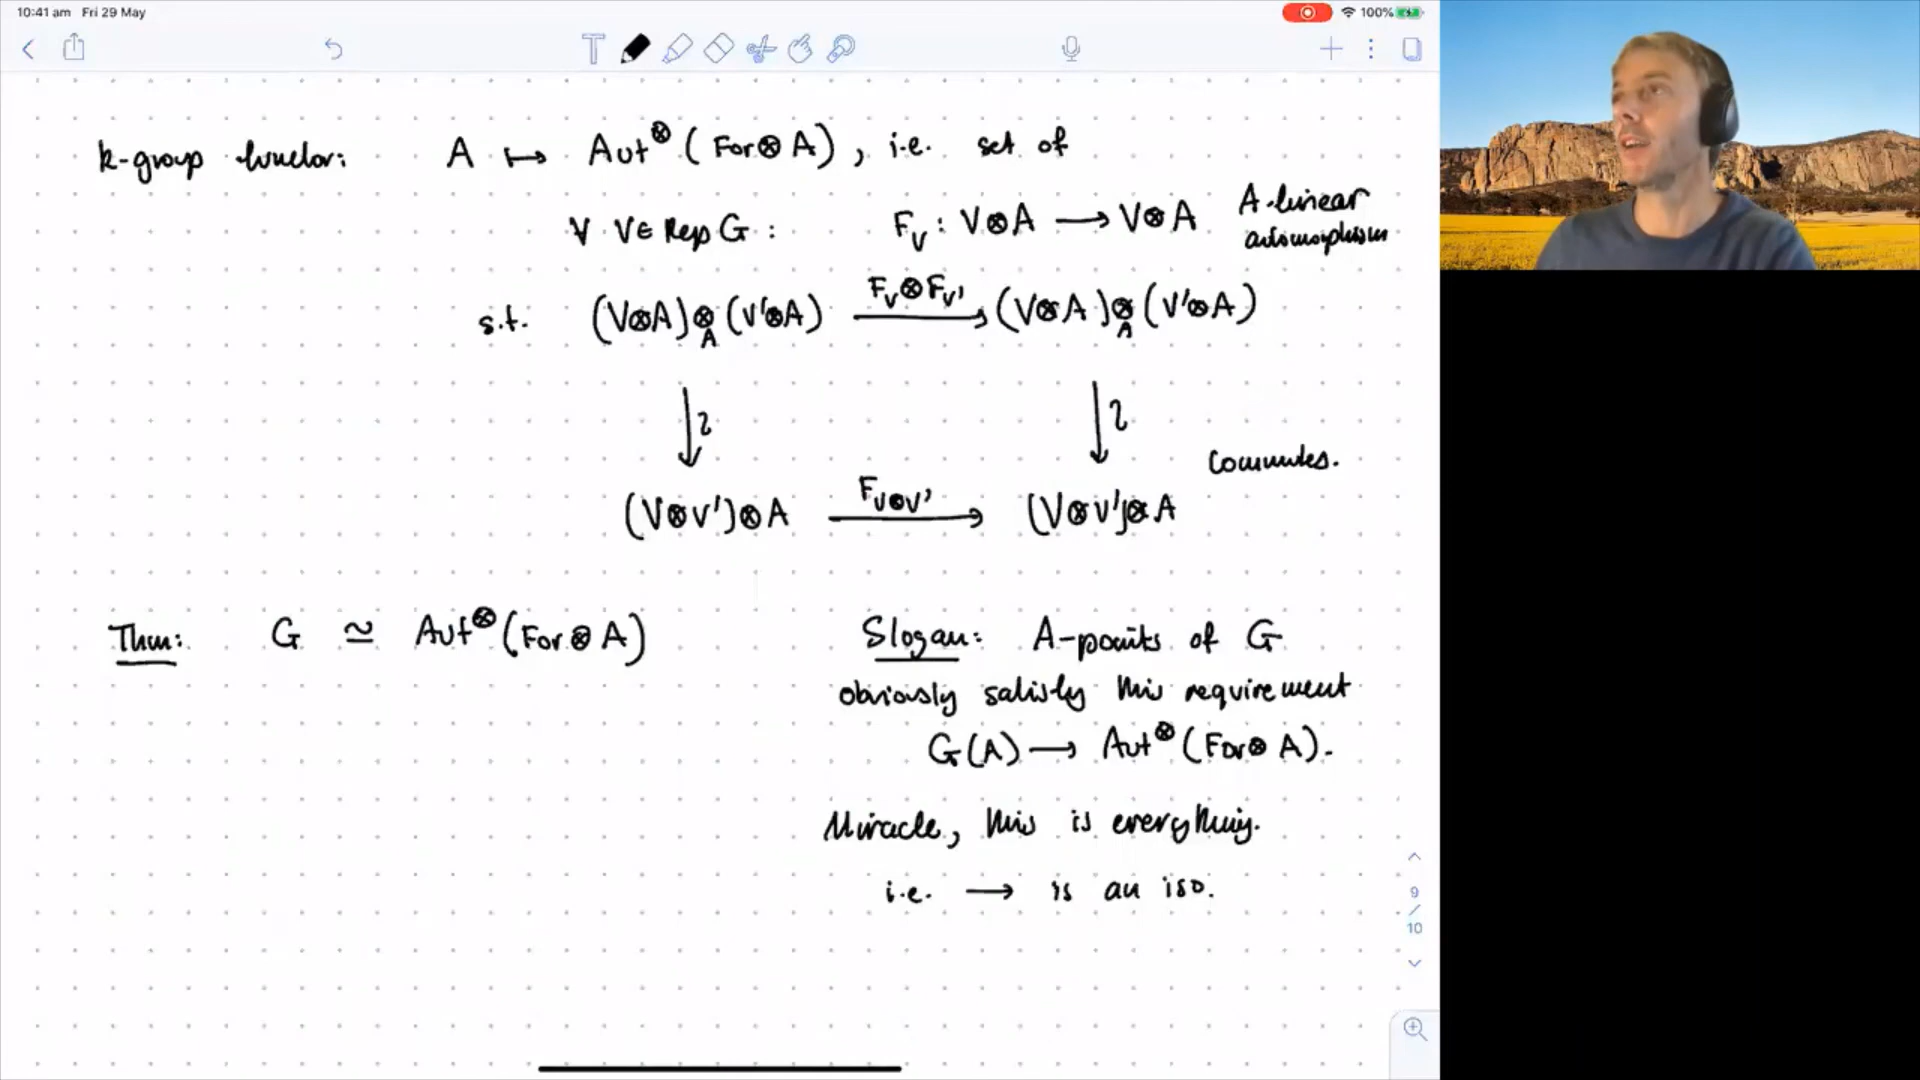 10:41 am Fri 29 May
100%
k-group functor: A ↦ Aut^⊗ (For⊗A), i.e. set of
∀ V∈Rep G : F_V : V⊗A → V⊗A A-linear automorphism
s.t. (V⊗A)⊗_A(V'⊗A) F_V⊗F_V' → (V⊗A)⊗_A(V'⊗A)
↓≀ ↓≀
commutes.
(V⊗V')⊗A F_V⊗V' → (V⊗V')⊗A
Thm: G ≃ Aut^⊗(For⊗A)
Slogan: A-points of G
obviously satisfy this requirement
G(A) → Aut^⊗(For⊗A).
Miracle, this is everything.
i.e. → is an iso.
9
/
10